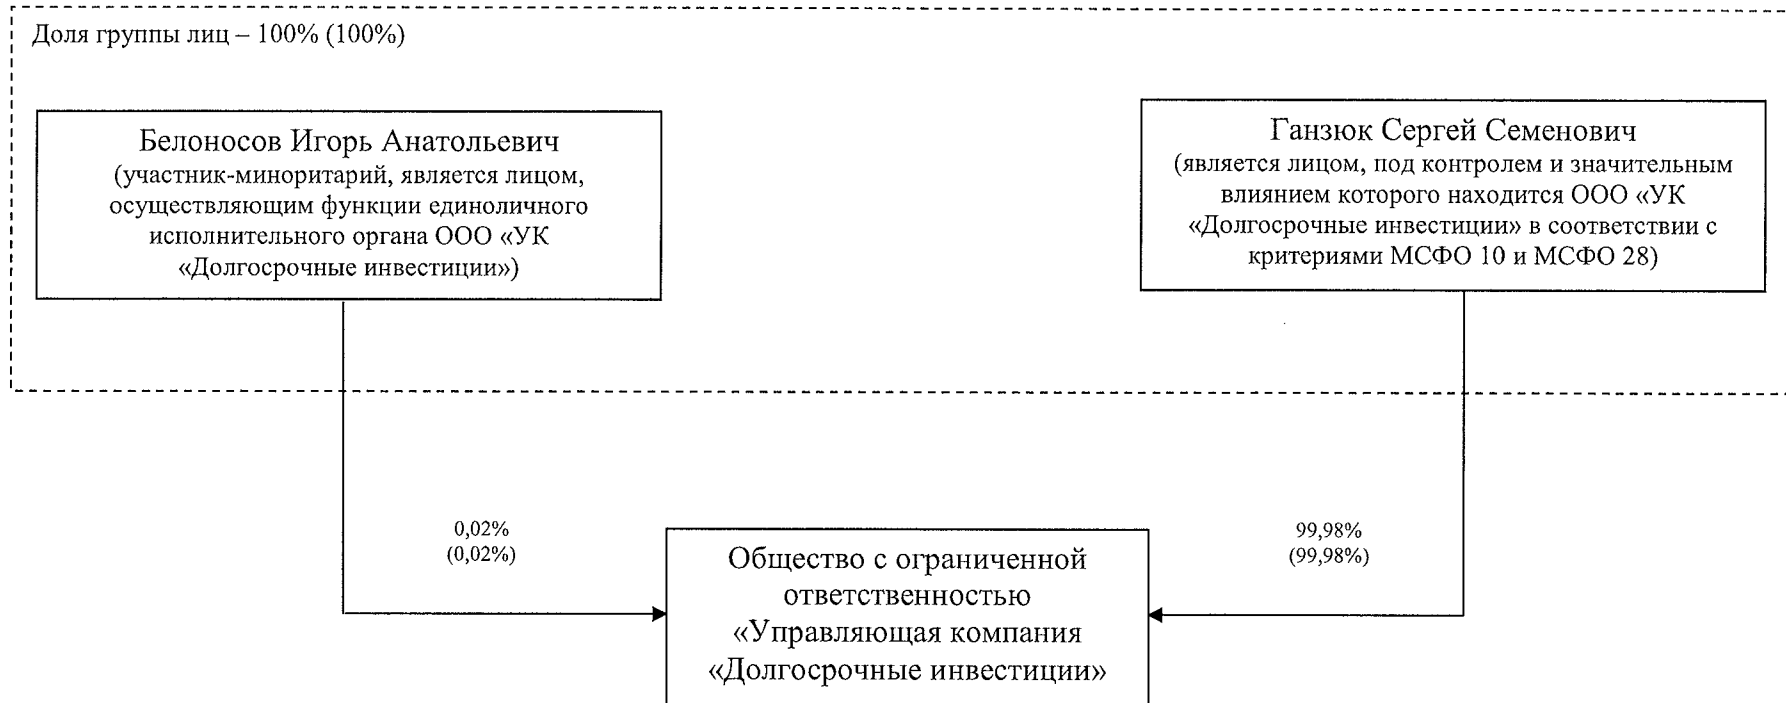 Доля группы лиц – 100% (100%)
Белоносов Игорь Анатольевич
(участник-миноритарий, является лицом,
осуществляющим функции единоличного
исполнительного органа ООО «УК
«Долгосрочные инвестиции»)
Ганзюк Сергей Семенович
(является лицом, под контролем и значительным
влиянием которого находится ООО «УК
«Долгосрочные инвестиции» в соответствии с
критериями МСФО 10 и МСФО 28)
0,02%
(0,02%)
99,98%
(99,98%)
Общество с ограниченной
ответственностью
«Управляющая компания
«Долгосрочные инвестиции»